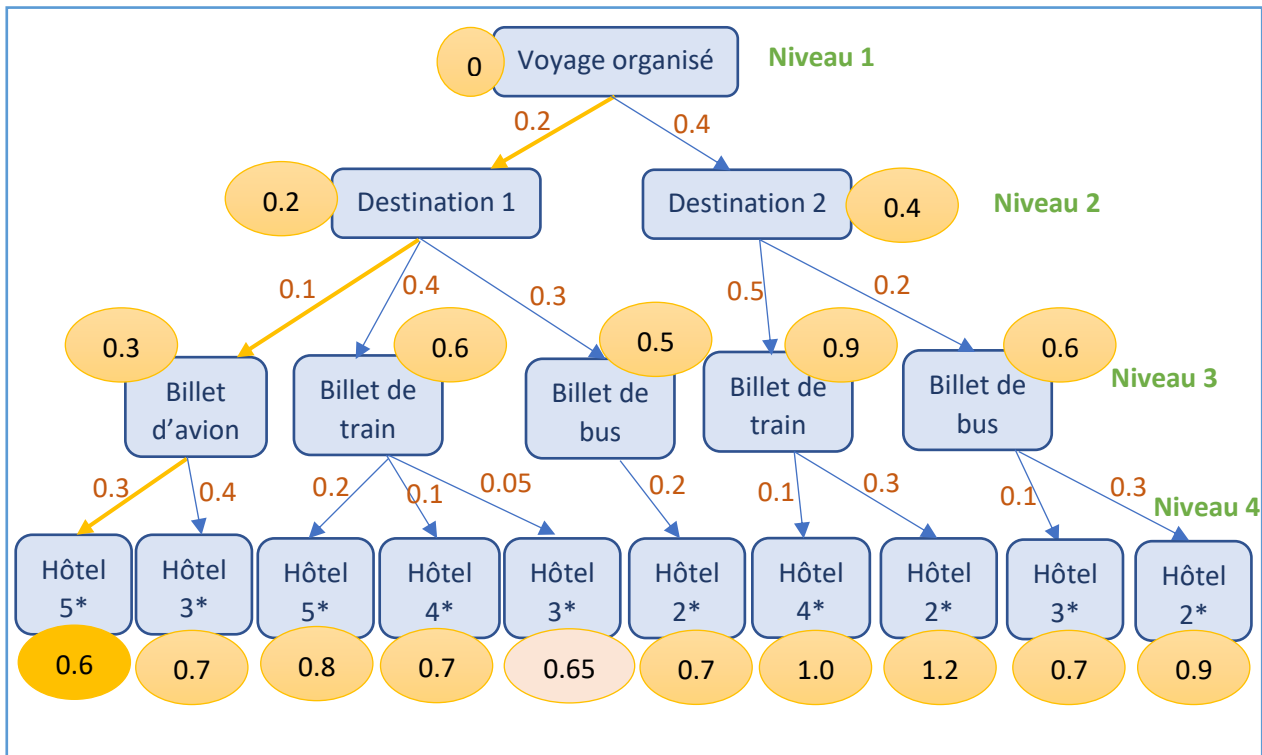 0
Voyage organisé
Niveau 1
0.2
0.4
0.2
Destination 1
Destination 2
0.4
Niveau 2
0.1
0.4
0.3
0.5
0.2
0.3
0.6
0.5
0.9
0.6
Billet
d'avion
Billet de
train
Billet de
bus
Billet de
train
Billet de
bus
Niveau 3
0.3
0.4
0.2
0.1
0.05
0.2
0.1
0.3
0.1
0.3
Niveau 4
Hôtel
5*
Hôtel
3*
Hôtel
5*
Hôtel
4*
Hôtel
3*
Hôtel
2*
Hôtel
4*
Hôtel
2*
Hôtel
3*
Hôtel
2*
0.6
0.7
0.8
0.7
0.65
0.7
1.0
1.2
0.7
0.9